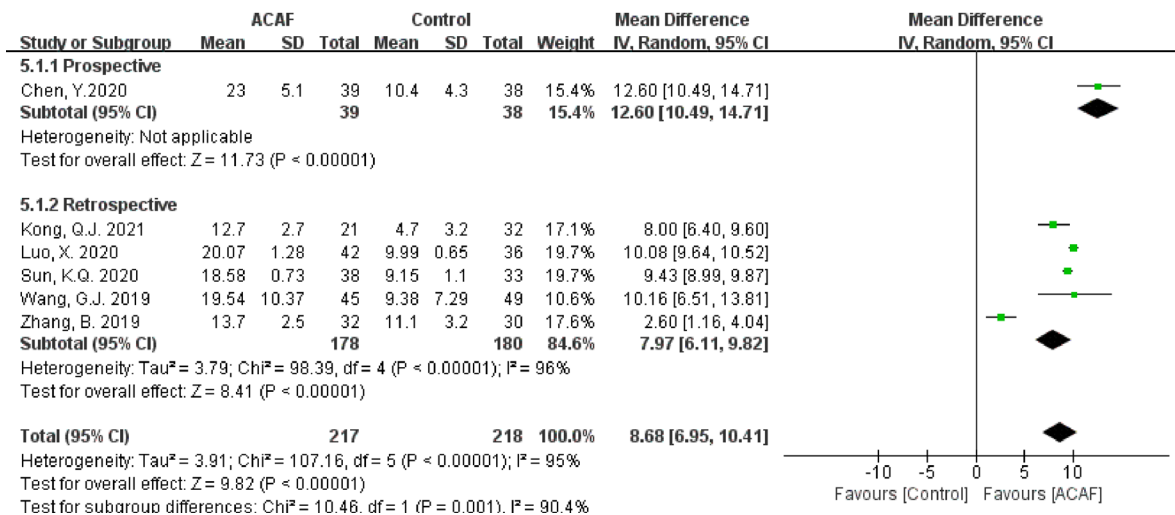 ACAF Control Mean Difference Mean Difference
Study or Subgroup Mean SD Total Mean SD Total Weight IV, Random, 95% CI IV, Random, 95% CI
5.1.1 Prospective
Chen, Y.2020 23 5.1 39 10.4 4.3 38 15.4% 12.60 [10.49, 14.71]
Subtotal (95% CI) 39 38 15.4% 12.60 [10.49, 14.71]
Heterogeneity: Not applicable
Test for overall effect: Z = 11.73 (P < 0.00001)
5.1.2 Retrospective
Kong, Q.J. 2021 12.7 2.7 21 4.7 3.2 32 17.1% 8.00 [6.40, 9.60]
Luo, X. 2020 20.07 1.28 42 9.99 0.65 36 19.7% 10.08 [9.64, 10.52]
Sun, K.Q. 2020 18.58 0.73 38 9.15 1.1 33 19.7% 9.43 [8.99, 9.87]
Wang, G.J. 2019 19.54 10.37 45 9.38 7.29 49 10.6% 10.16 [6.51, 13.81]
Zhang, B. 2019 13.7 2.5 32 11.1 3.2 30 17.6% 2.60 [1.16, 4.04]
Subtotal (95% CI) 178 180 84.6% 7.97 [6.11, 9.82]
Heterogeneity: Tau² = 3.79; Chi² = 98.39, df = 4 (P < 0.00001); I² = 96%
Test for overall effect: Z = 8.41 (P < 0.00001)
Total (95% CI) 217 218 100.0% 8.68 [6.95, 10.41]
Heterogeneity: Tau² = 3.91; Chi² = 107.16, df = 5 (P < 0.00001); I² = 95%
Test for overall effect: Z = 9.82 (P < 0.00001)
Test for subgroup differences: Chi² = 10.46, df = 1 (P = 0.001), I² = 90.4%
-10 -5 0 5 10
Favours [Control] Favours [ACAF]